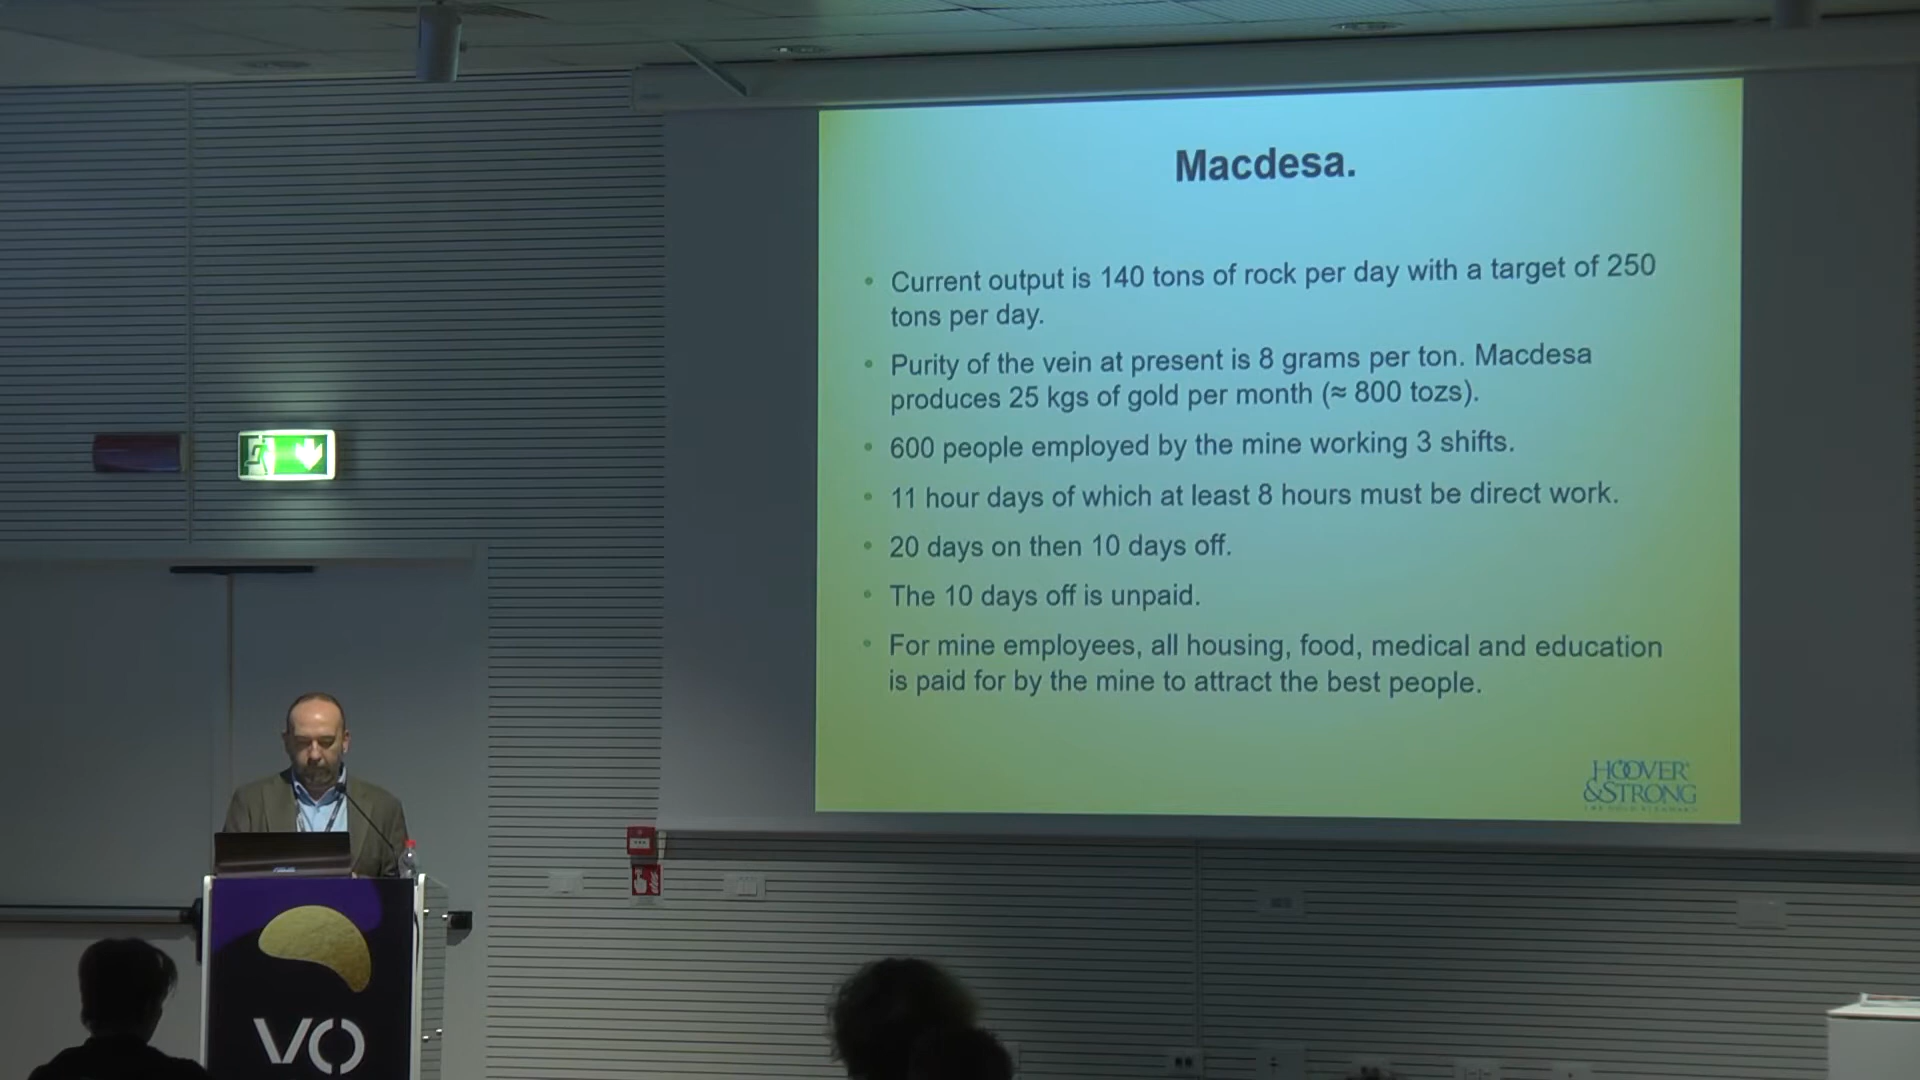 Macdesa.
• Current output is 140 tons of rock per day with a target of 250
tons per day.
• Purity of the vein at present is 8 grams per ton. Macdesa
produces 25 kgs of gold per month (≈ 800 tozs).
• 600 people employed by the mine working 3 shifts.
• 11 hour days of which at least 8 hours must be direct work.
• 20 days on then 10 days off.
• The 10 days off is unpaid.
• For mine employees, all housing, food, medical and education
is paid for by the mine to attract the best people.
HOOVER
&STRONG
VO